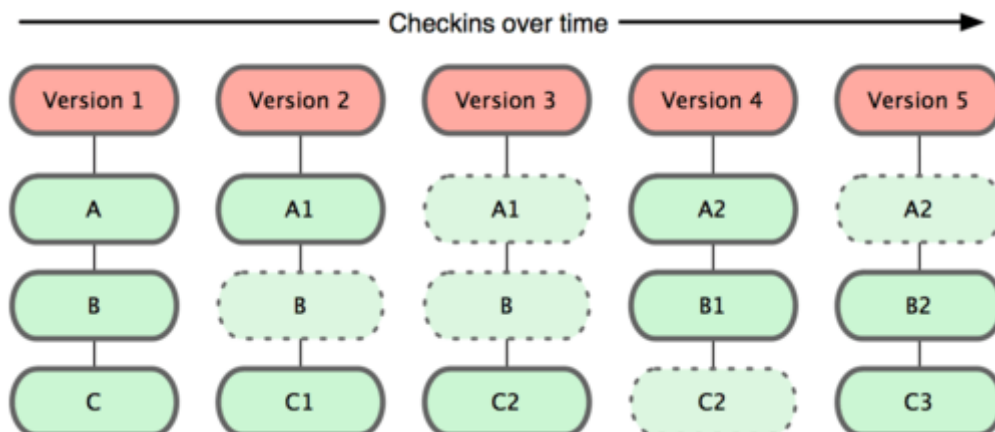 Checkins over time
Version 1 Version 2 Version 3 Version 4 Version 5
A A1 A1 A2 A2
B B B B1 B2
C C1 C2 C2 C3